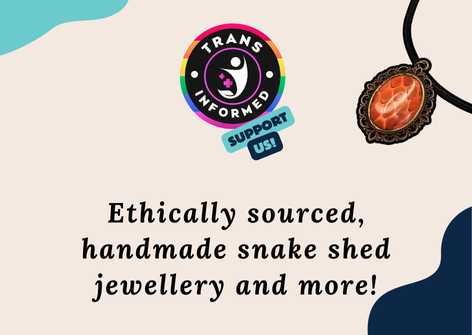 TRANS
INFORMED
SUPPORT
US!
Ethically sourced,
handmade snake shed
jewellery and more!